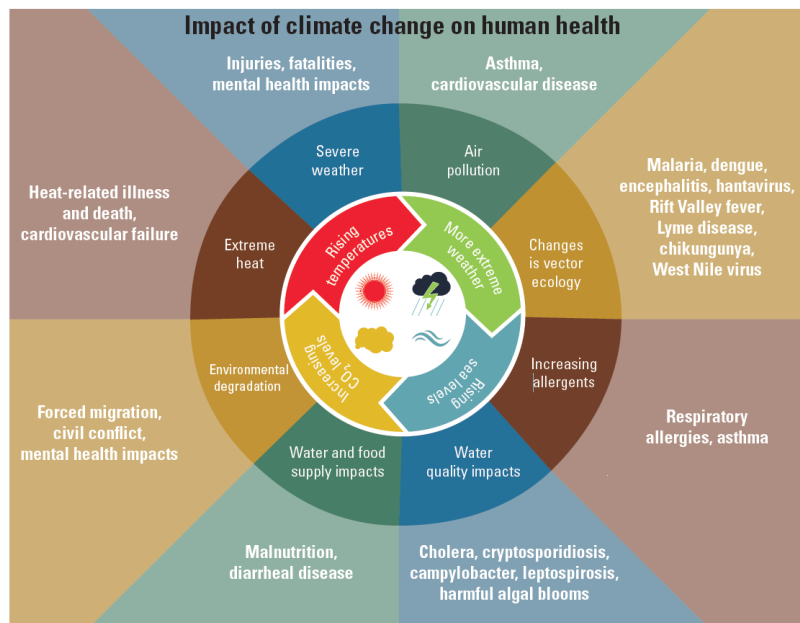 Impact of climate change on human health
Injuries, fatalities,
mental health impacts
Asthma,
cardiovascular disease
Severe
weather
Air
pollution
Heat-related illness
and death,
cardiovascular failure
Extreme
heat
Rising
temperatures
More extreme
weather
Changes
is vector
ecology
Malaria, dengue,
encephalitis, hantavirus,
Rift Valley fever,
Lyme disease,
chikungunya,
West Nile virus
Forced migration,
civil conflict,
mental health impacts
Environmental
degradation
Increasing
CO₂ levels
Rising
sea levels
Increasing
allergents
Respiratory
allergies, asthma
Water and food
supply impacts
Water
quality impacts
Malnutrition,
diarrheal disease
Cholera, cryptosporidiosis,
campylobacter, leptospirosis,
harmful algal blooms